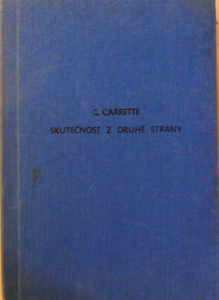 C. CARRETTE
SKUTEČNOST Z DRUHÉ STRANY